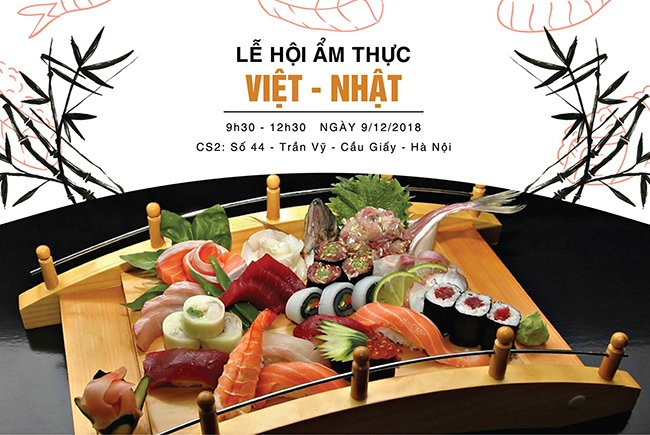 LỄ HỘI ẨM THỰC
VIỆT - NHẬT
9h30 - 12h30 NGÀY 9/12/2018
CS2: Số 44 - Trần Vỹ - Cầu Giấy - Hà Nội